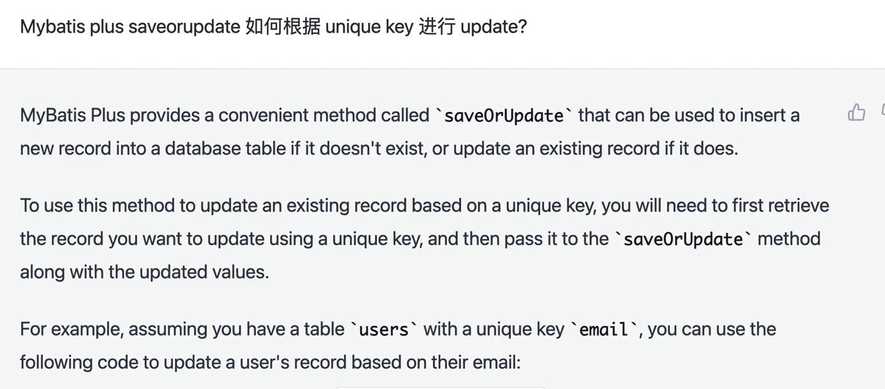 Mybatis plus saveorupdate 如何根据 unique key 进行 update?
MyBatis Plus provides a convenient method called `saveOrUpdate` that can be used to insert a
new record into a database table if it doesn't exist, or update an existing record if it does.
To use this method to update an existing record based on a unique key, you will need to first retrieve
the record you want to update using a unique key, and then pass it to the `saveOrUpdate` method
along with the updated values.
For example, assuming you have a table `users` with a unique key `email`, you can use the
following code to update a user's record based on their email: